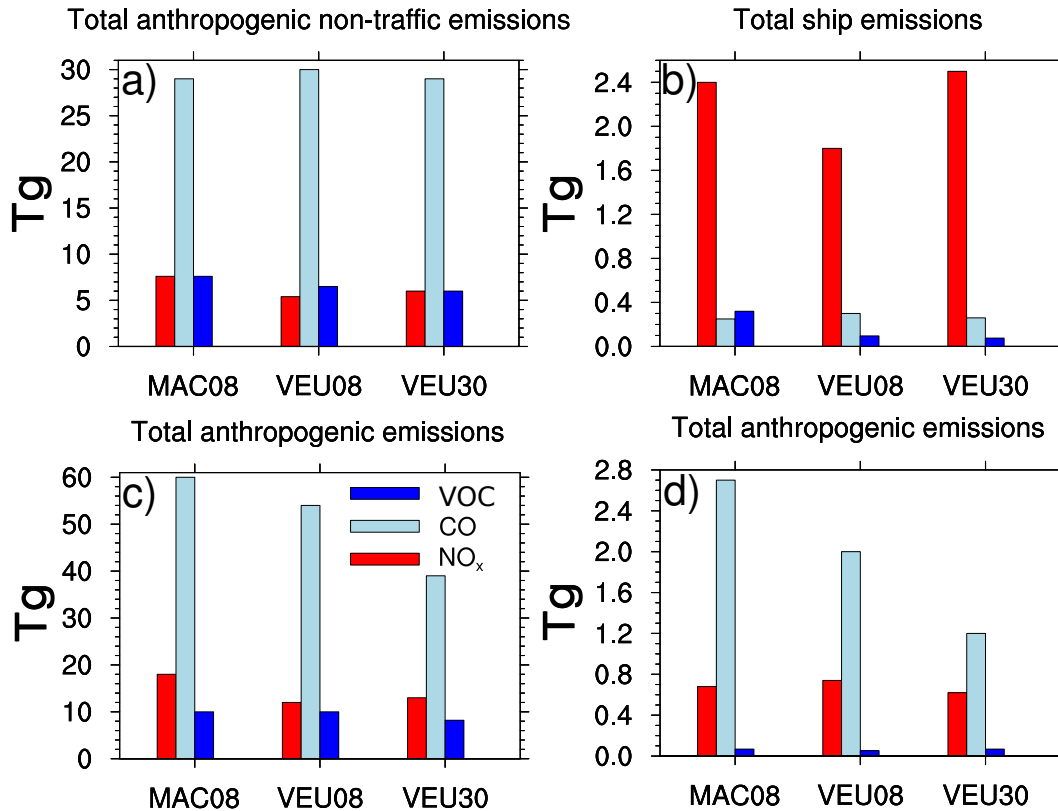 Total anthropogenic non-traffic emissions
a)
Tg
30
25
20
15
10
5
0
MAC08 VEU08 VEU30
Total ship emissions
b)
Tg
2.4
2.0
1.6
1.2
0.8
0.4
0.0
MAC08 VEU08 VEU30
Total anthropogenic emissions
c)
Tg
60
50
40
30
20
10
0
VOC
CO
NOx
MAC08 VEU08 VEU30
Total anthropogenic emissions
d)
Tg
2.8
2.4
2.0
1.6
1.2
0.8
0.4
0.0
MAC08 VEU08 VEU30